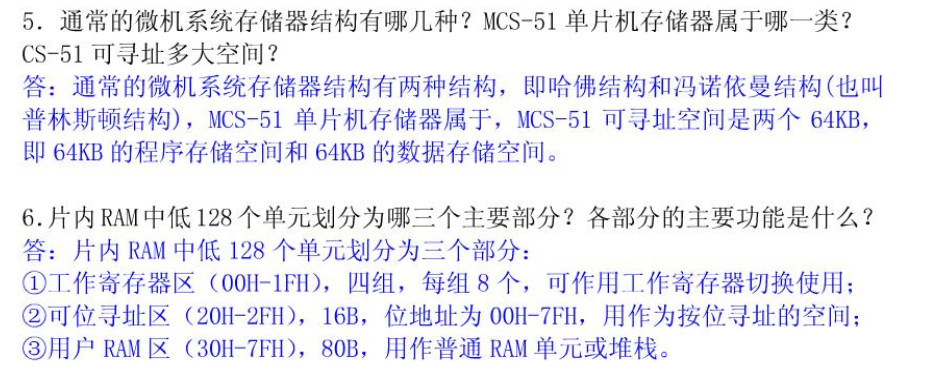 5. 通常的微机系统存储器结构有哪几种？MCS-51 单片机存储器属于哪一类？
CS-51 可寻址多大空间？
答：通常的微机系统存储器结构有两种结构，即哈佛结构和冯诺依曼结构(也叫
普林斯顿结构)，MCS-51 单片机存储器属于，MCS-51 可寻址空间是两个 64KB，
即 64KB 的程序存储空间和 64KB 的数据存储空间。
6.片内 RAM 中低 128 个单元划分为哪三个主要部分？各部分的主要功能是什么？
答：片内 RAM 中低 128 个单元划分为三个部分：
①工作寄存器区（00H-1FH），四组，每组 8 个，可作用工作寄存器切换使用；
②可位寻址区（20H-2FH），16B，位地址为 00H-7FH，用作为按位寻址的空间；
③用户 RAM 区（30H-7FH），80B，用作普通 RAM 单元或堆栈。